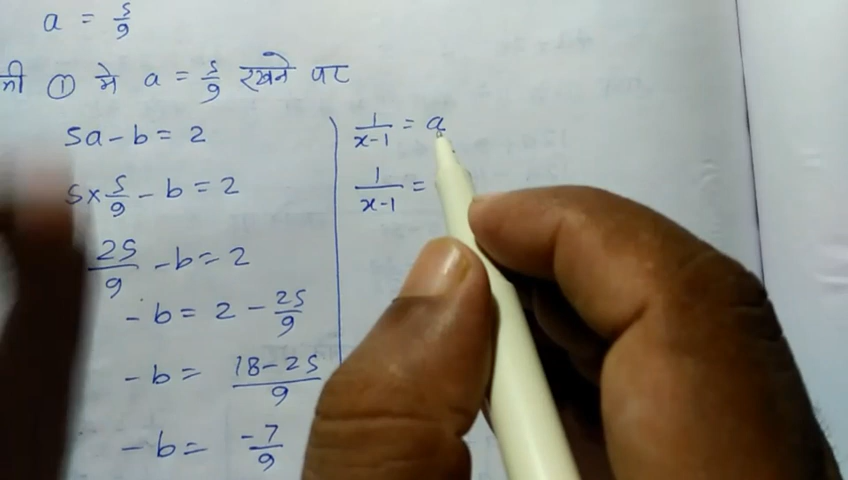 a = 5/9
① मे a = 5/9 रखने पर
5a - b = 2
5 × 5/9 - b = 2
25/9 - b = 2
- b = 2 - 25/9
- b = 18 - 25/9
- b = -7/9
1/x-1 = a
1/x-1 =